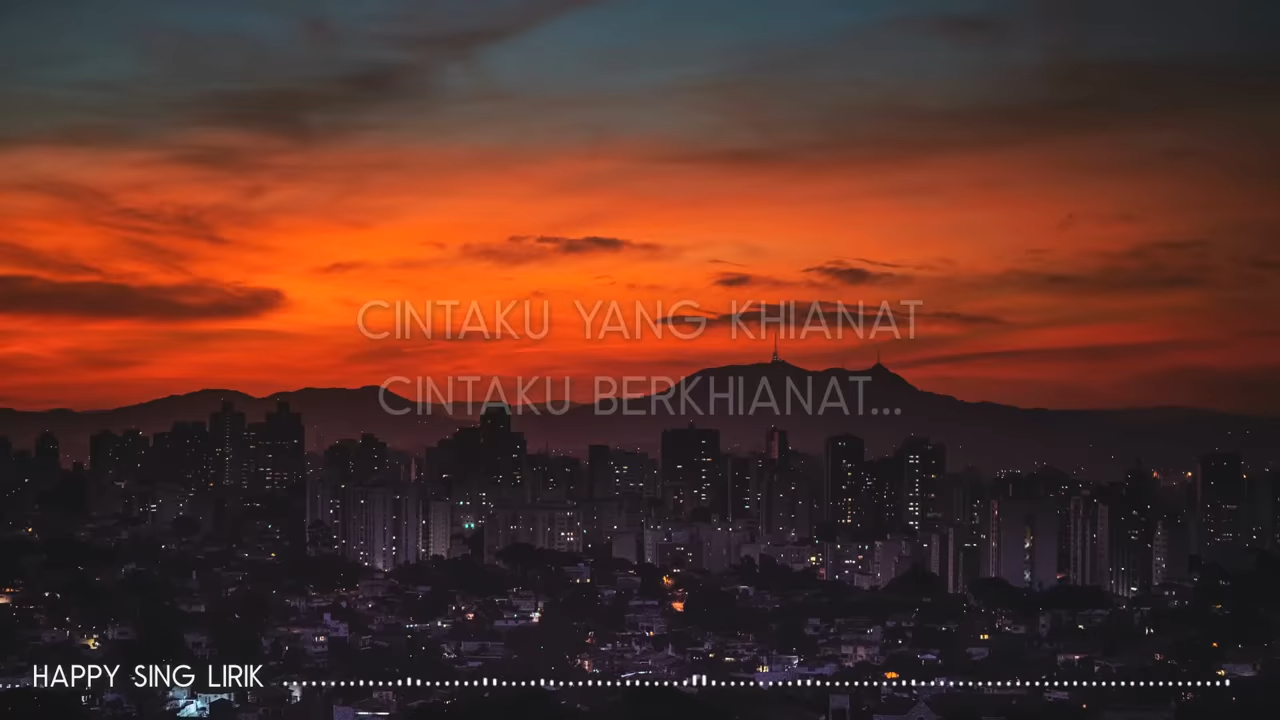 CINTAKU YANG KHIANAT
CINTAKU BERKHIANAT...
HAPPY SING LIRIK